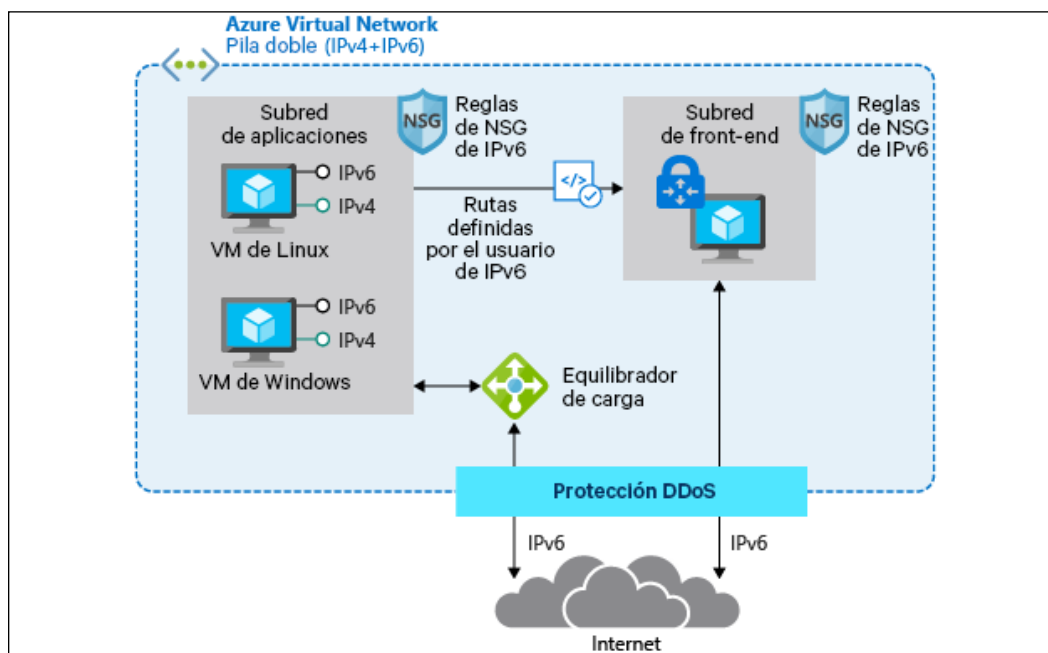 Azure Virtual Network
Pila doble (IPv4+IPv6)
Subred
de aplicaciones
NSG
Reglas
de NSG
de IPv6
IPv6
IPv4
VM de Linux
IPv6
IPv4
VM de Windows
Rutas
definidas
por el usuario
de IPv6
</>
Subred
de front-end
NSG
Reglas
de NSG
de IPv6
Equilibrador
de carga
Protección DDoS
IPv6
IPv6
Internet